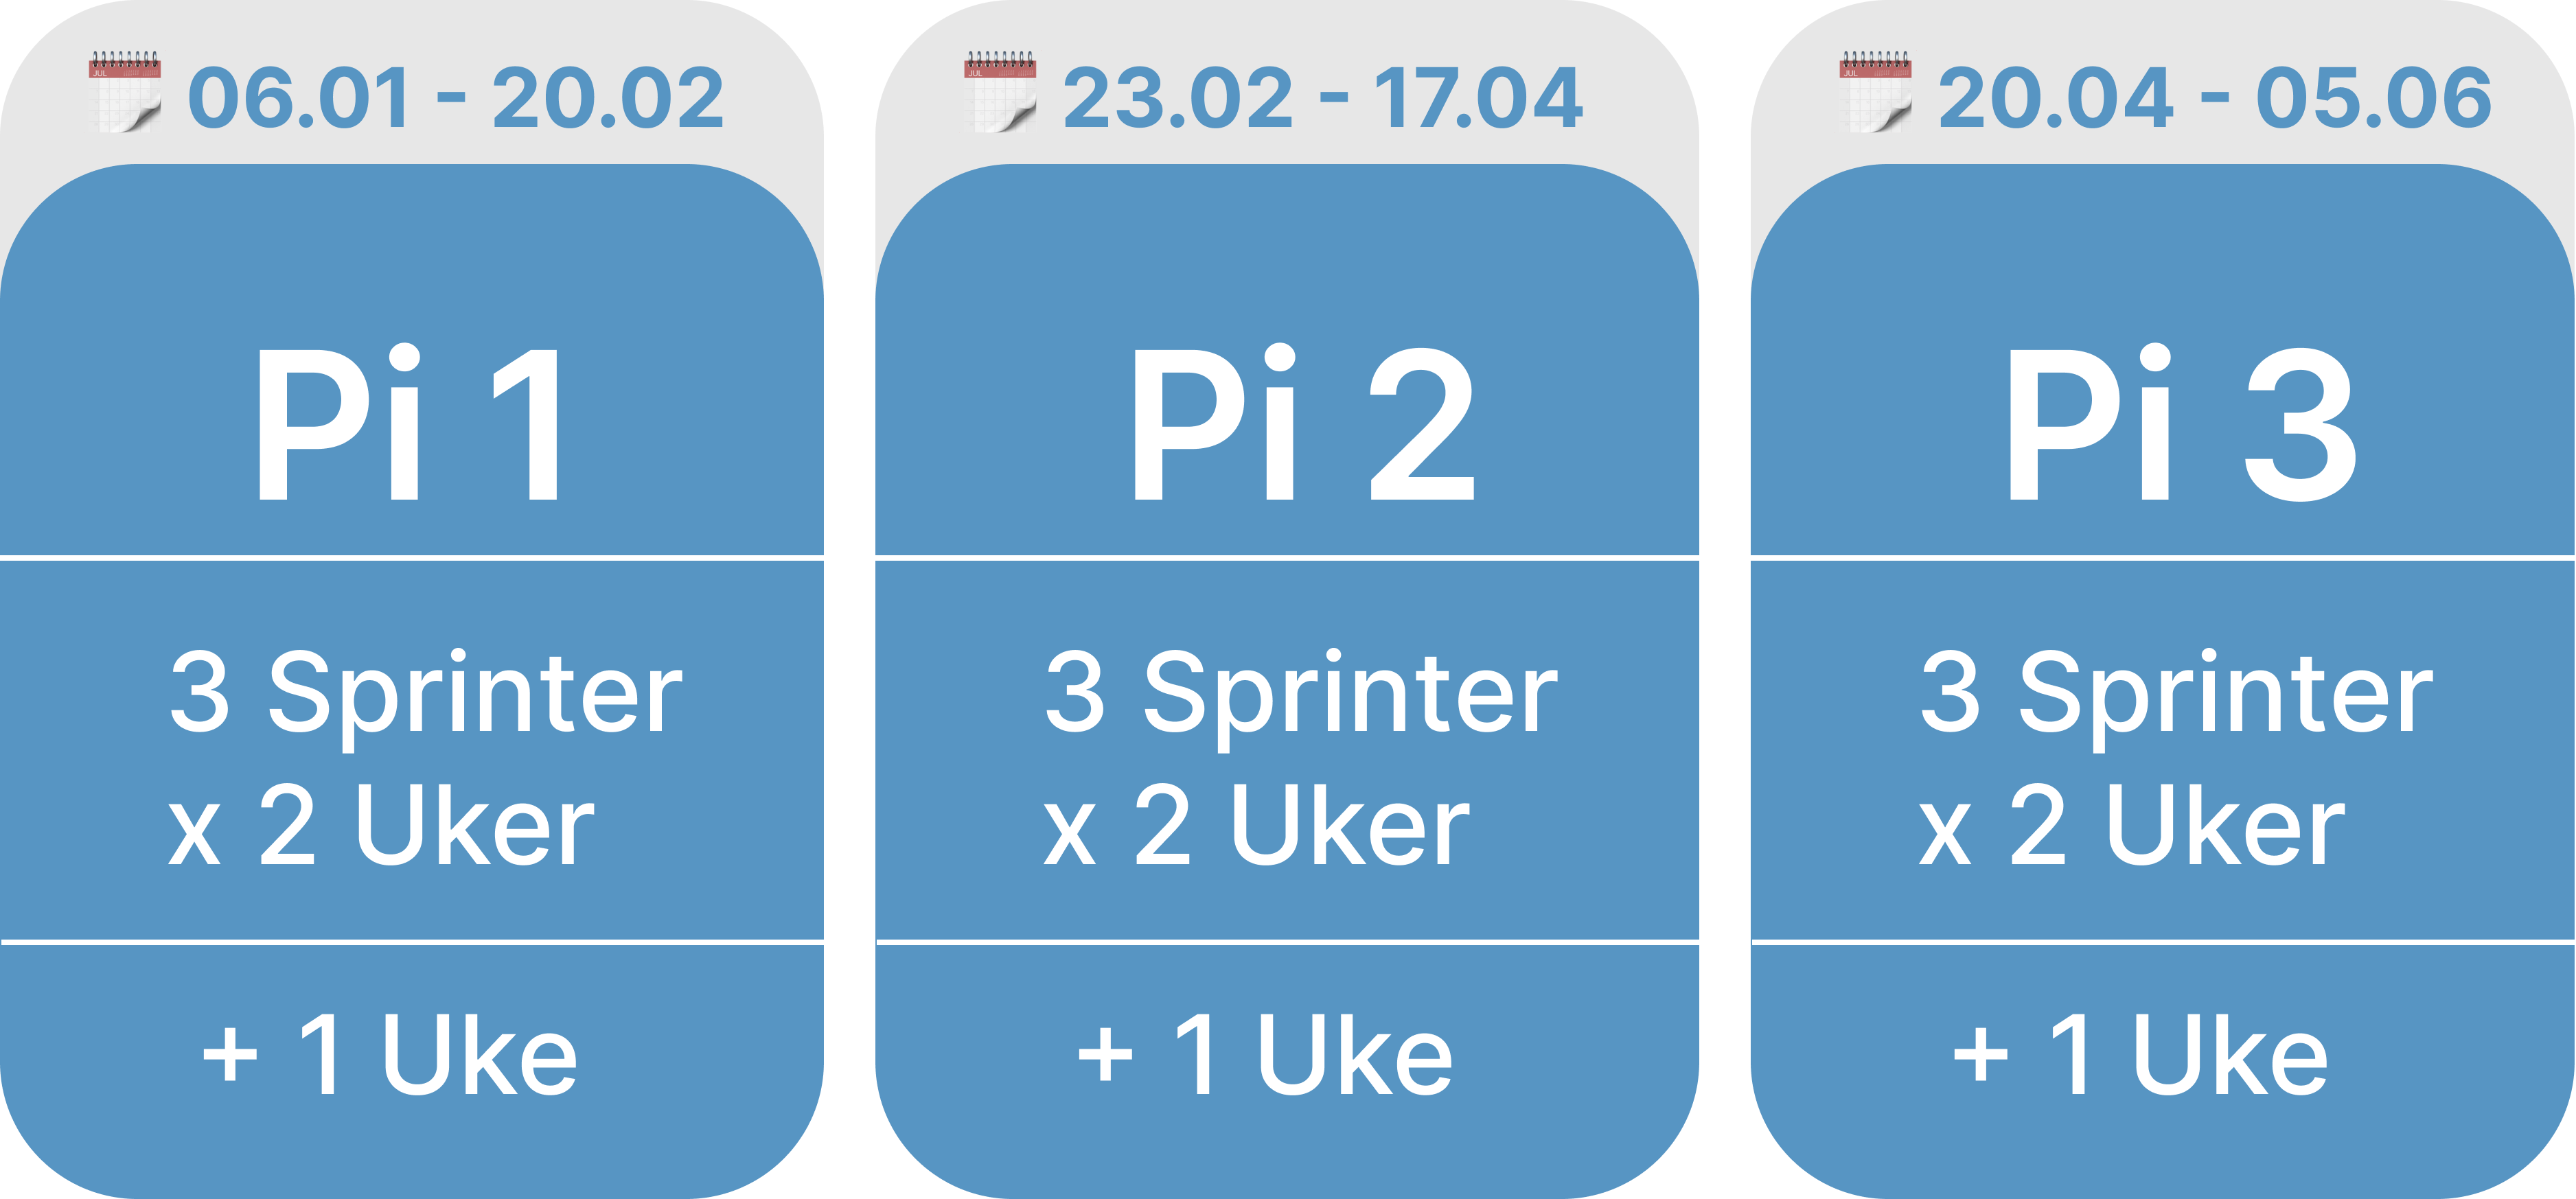 06.01 - 20.02
Pi 1
3 Sprinter
x 2 Uker
+ 1 Uke
23.02 - 17.04
Pi 2
3 Sprinter
x 2 Uker
+ 1 Uke
20.04 - 05.06
Pi 3
3 Sprinter
x 2 Uker
+ 1 Uke